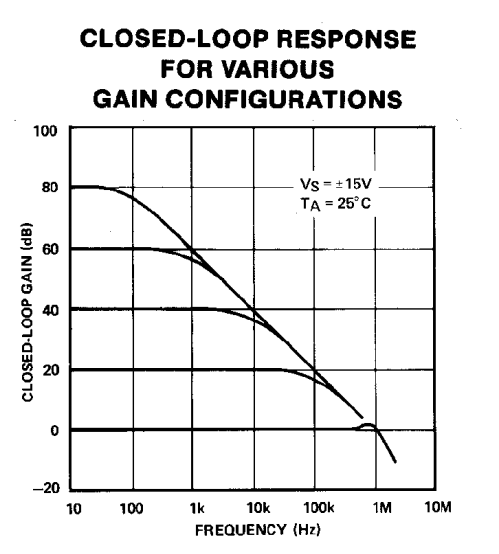 CLOSED-LOOP RESPONSE
FOR VARIOUS
GAIN CONFIGURATIONS
100
80
60
40
20
0
−20
CLOSED-LOOP GAIN (dB)
VS = ±15V
TA = 25°C
10 100 1k 10k 100k 1M 10M
FREQUENCY (Hz)